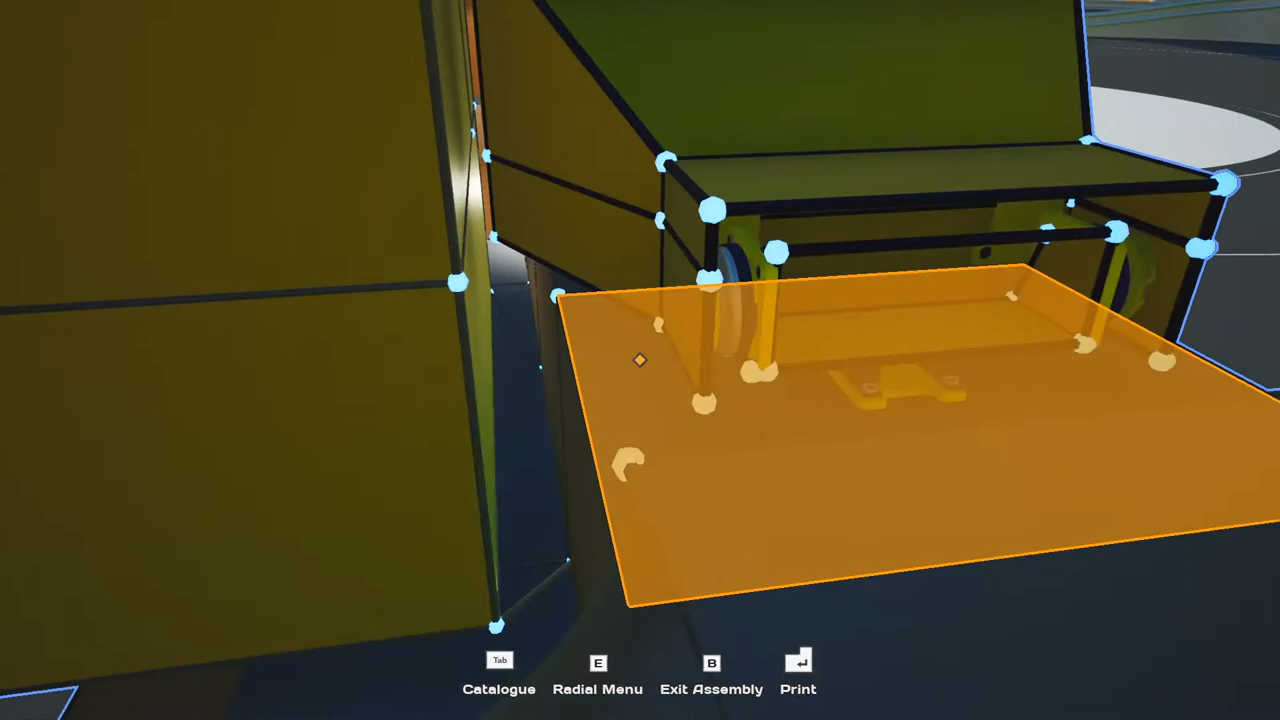 Tab
E
B
Catalogue
Radial Menu
Exit Assembly
Print